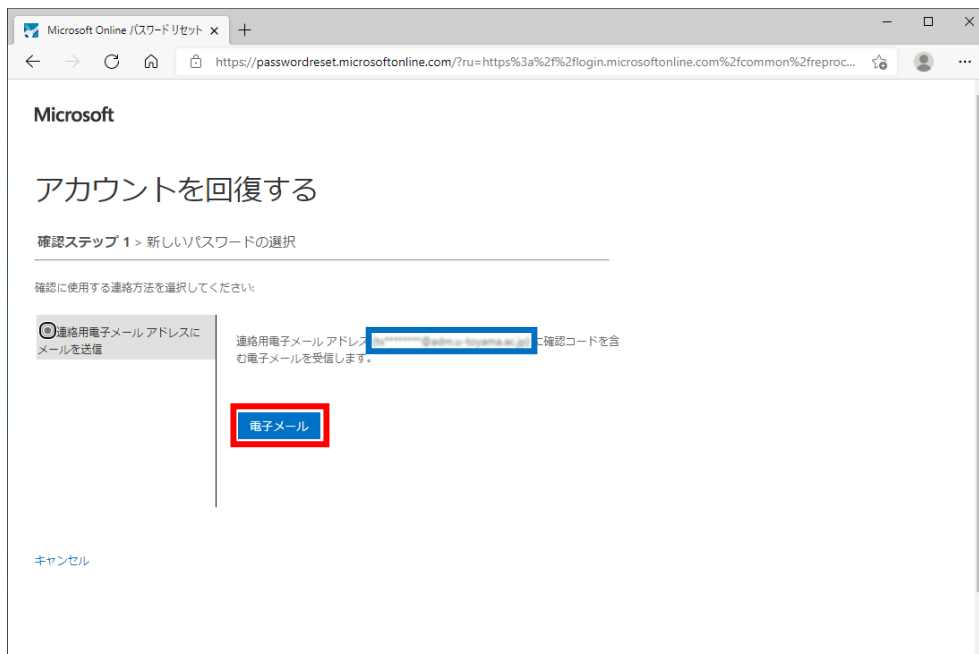 Microsoft Online パスワード リセット
https://passwordreset.microsoftonline.com/?ru=https%3a%2f%2flogin.microsoftonline.com%2fcommon%2freproc...
Microsoft
アカウントを回復する
確認ステップ 1 > 新しいパスワードの選択
確認に使用する連絡方法を選択してください:
連絡用電子メール アドレスに
メールを送信
連絡用電子メール アドレス に確認コードを含
む電子メールを受信します。
電子メール
キャンセル